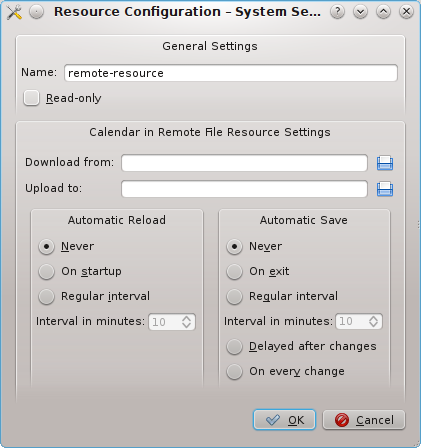 Resource Configuration – System Se...
General Settings
Name: remote-resource
Read-only
Calendar in Remote File Resource Settings
Download from:
Upload to:
Automatic Reload
Never
On startup
Regular interval
Interval in minutes: 10
Automatic Save
Never
On exit
Regular interval
Interval in minutes: 10
Delayed after changes
On every change
OK Cancel